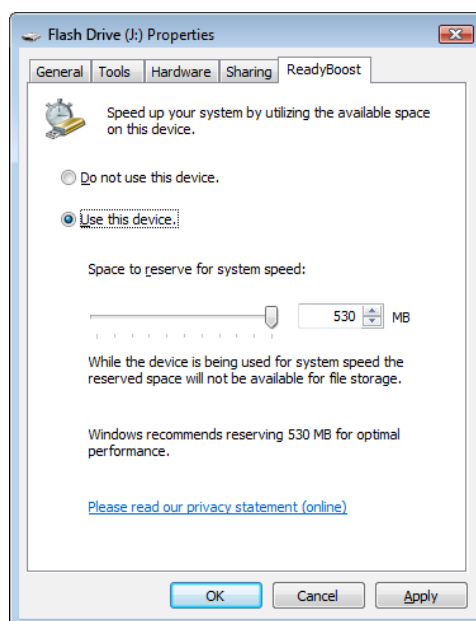 Flash Drive (J:) Properties
General Tools Hardware Sharing ReadyBoost
Speed up your system by utilizing the available space
on this device.
Do not use this device.
Use this device.
Space to reserve for system speed:
530 MB
While the device is being used for system speed the
reserved space will not be available for file storage.
Windows recommends reserving 530 MB for optimal
performance.
Please read our privacy statement (online)
OK Cancel Apply